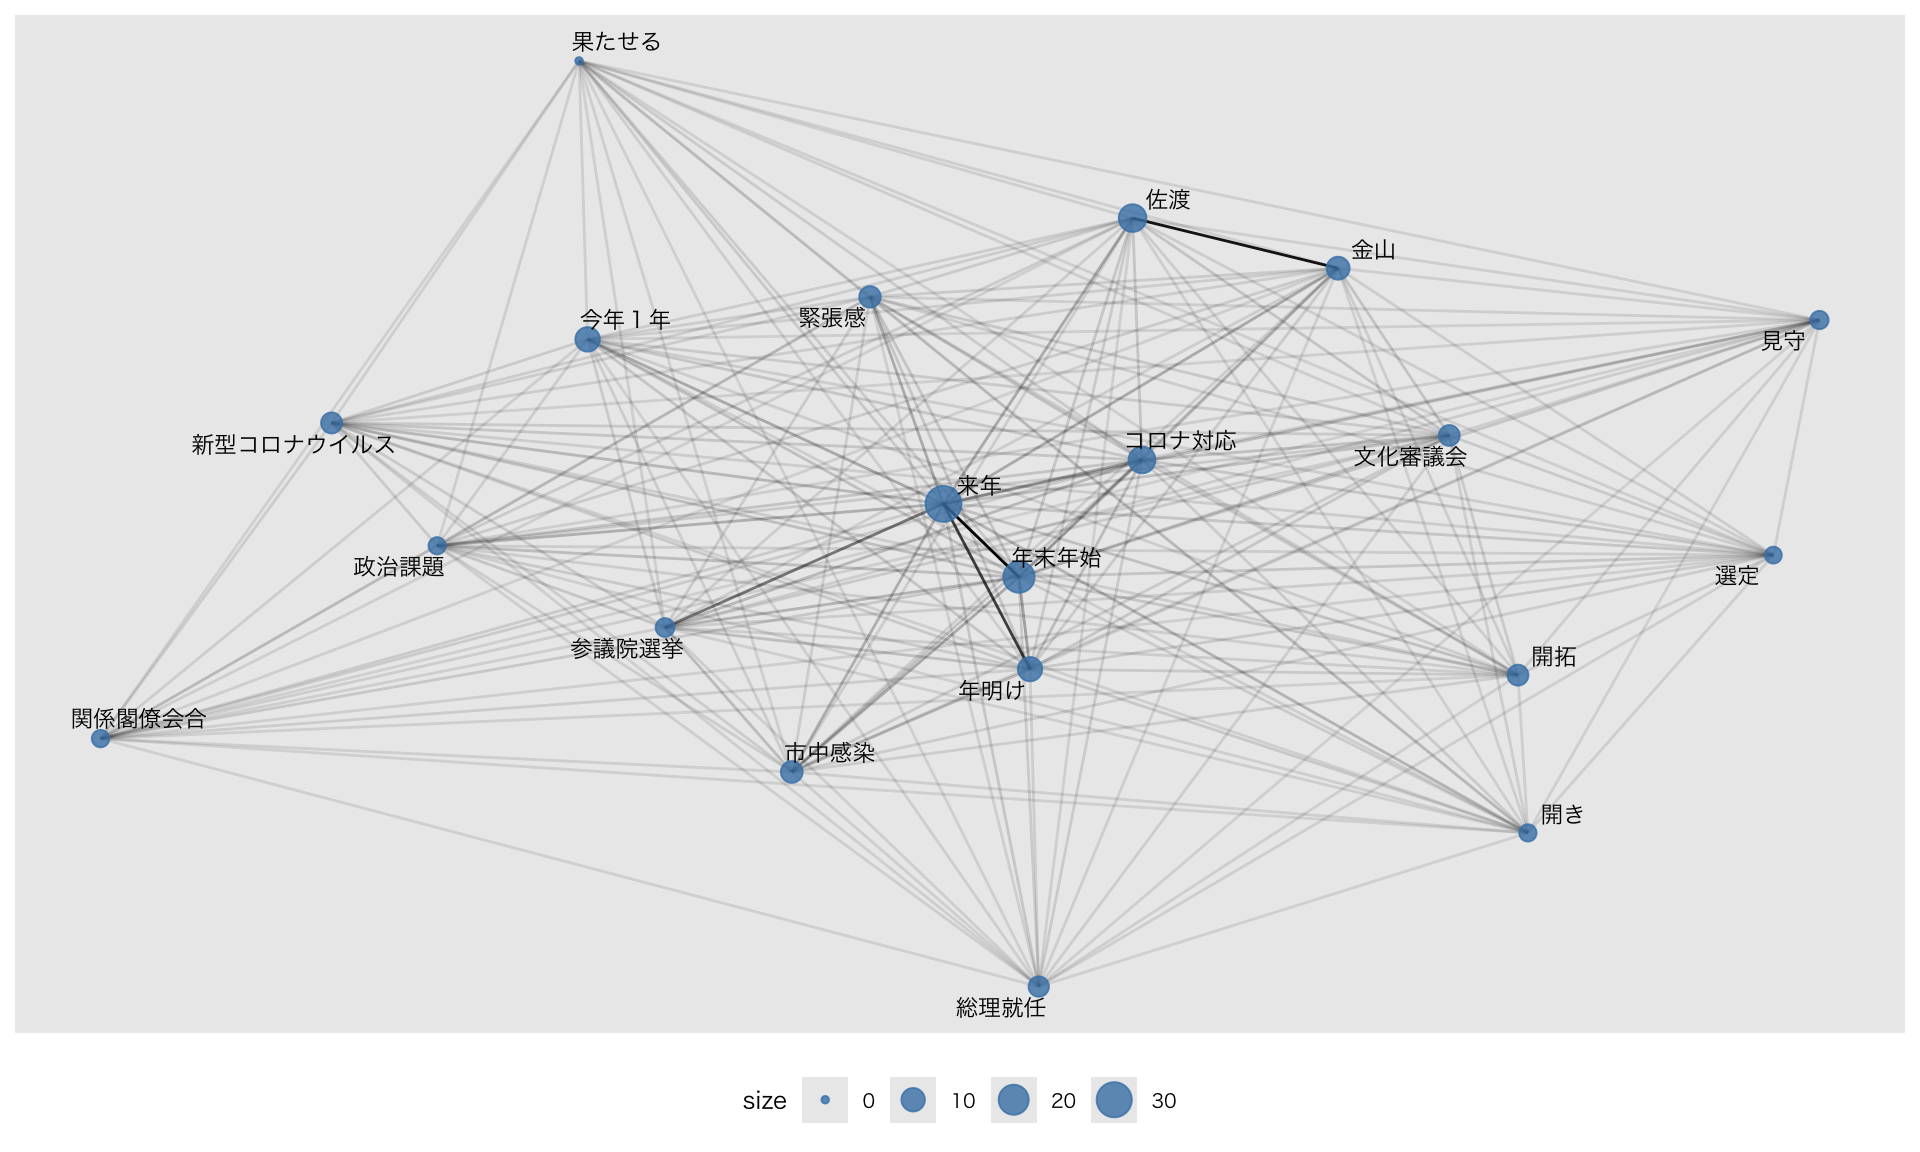 果たせる
佐渡
金山
緊張感
今年１年
見守
新型コロナウイルス
コロナ対応
文化審議会
来年
年末年始
政治課題
選定
参議院選挙
開拓
年明け
関係閣僚会合
市中感染
開き
総理就任
size 0 10 20 30